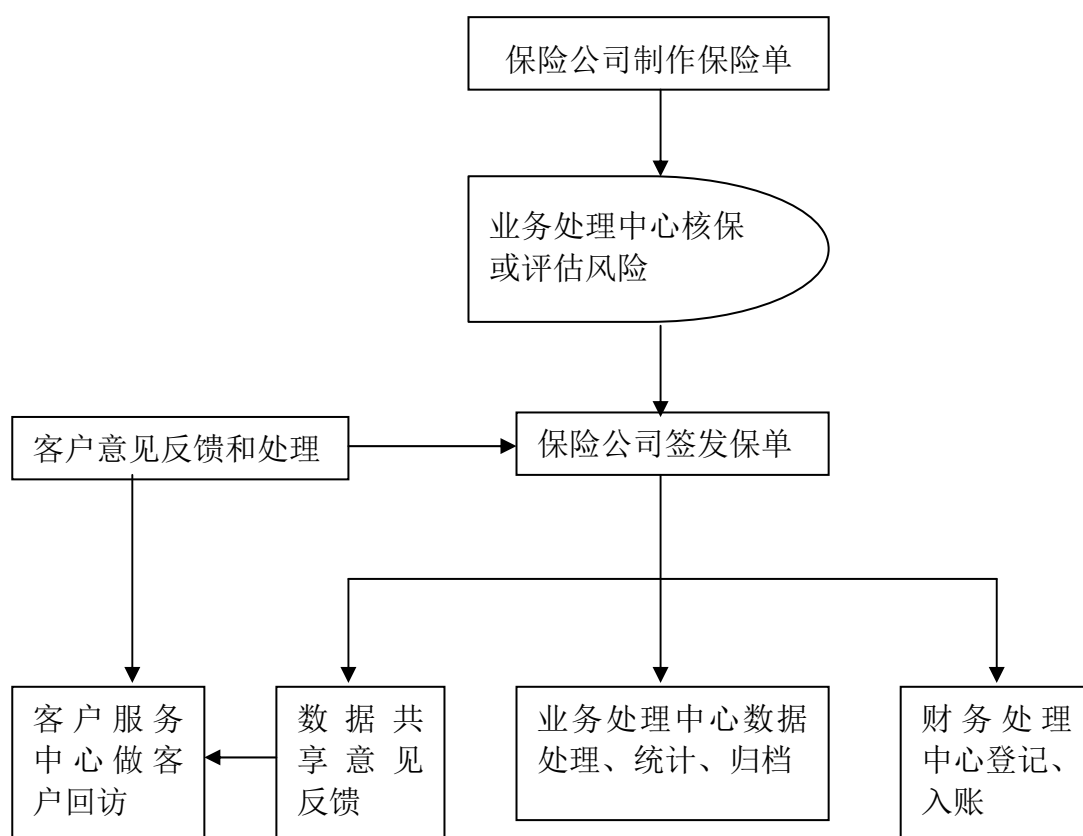 保险公司制作保险单
业务处理中心核保
或评估风险
客户意见反馈和处理
保险公司签发保单
客户服务
中心做客
户回访
数据共
享意见
反馈
业务处理中心数据
处理、统计、归档
财务处理
中心登记、
入账